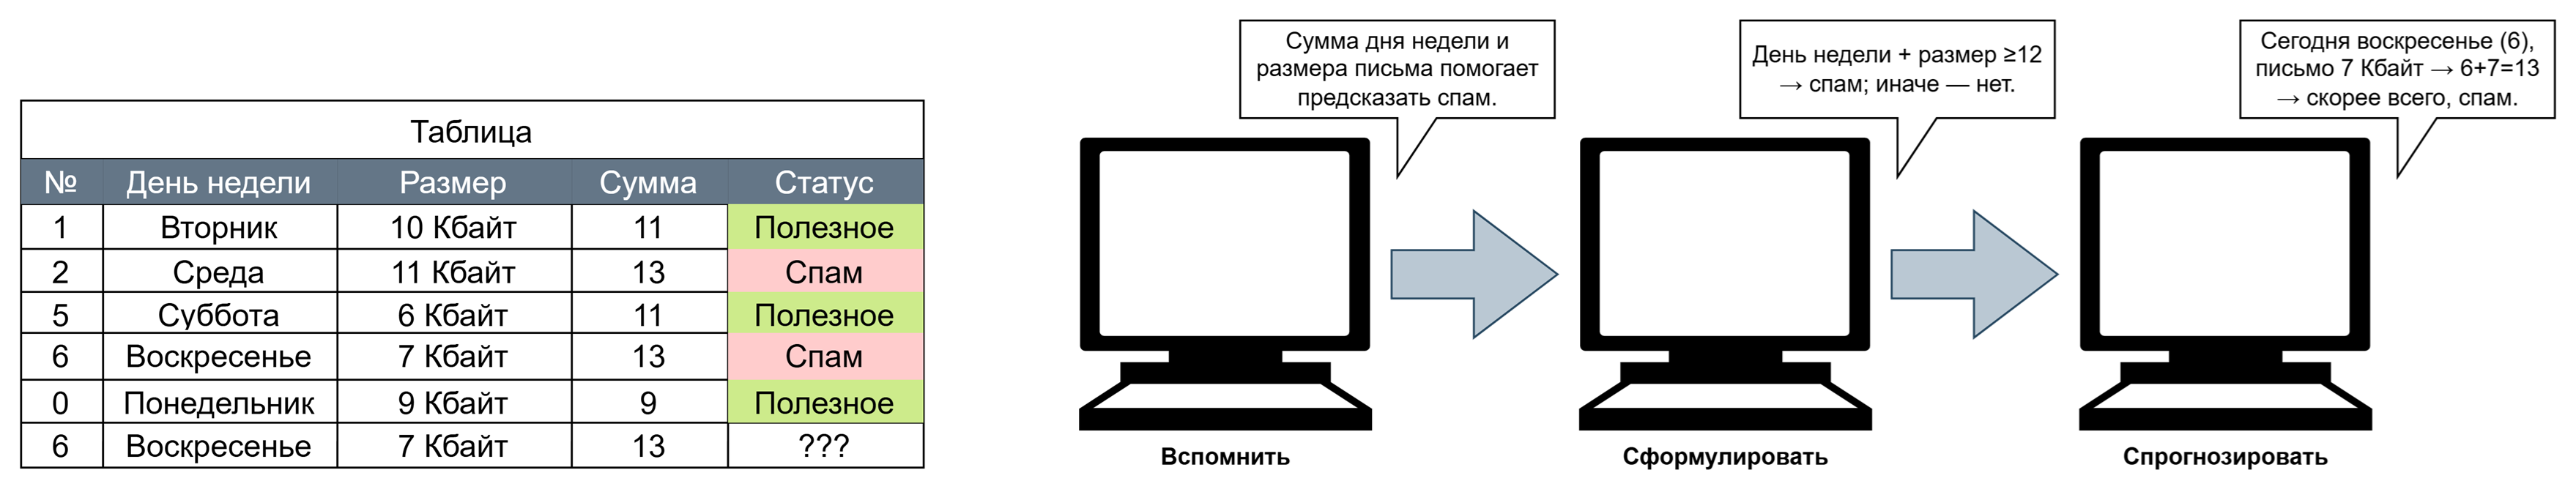 Таблица
№ День недели Размер Сумма Статус
1 Вторник 10 Кбайт 11 Полезное
2 Среда 11 Кбайт 13 Спам
5 Суббота 6 Кбайт 11 Полезное
6 Воскресенье 7 Кбайт 13 Спам
0 Понедельник 9 Кбайт 9 Полезное
6 Воскресенье 7 Кбайт 13 ???
Сумма дня недели и
размера письма помогает
предсказать спам.
Вспомнить
День недели + размер ≥12
→ спам; иначе — нет.
Сформулировать
Сегодня воскресенье (6),
письмо 7 Кбайт → 6+7=13
→ скорее всего, спам.
Спрогнозировать